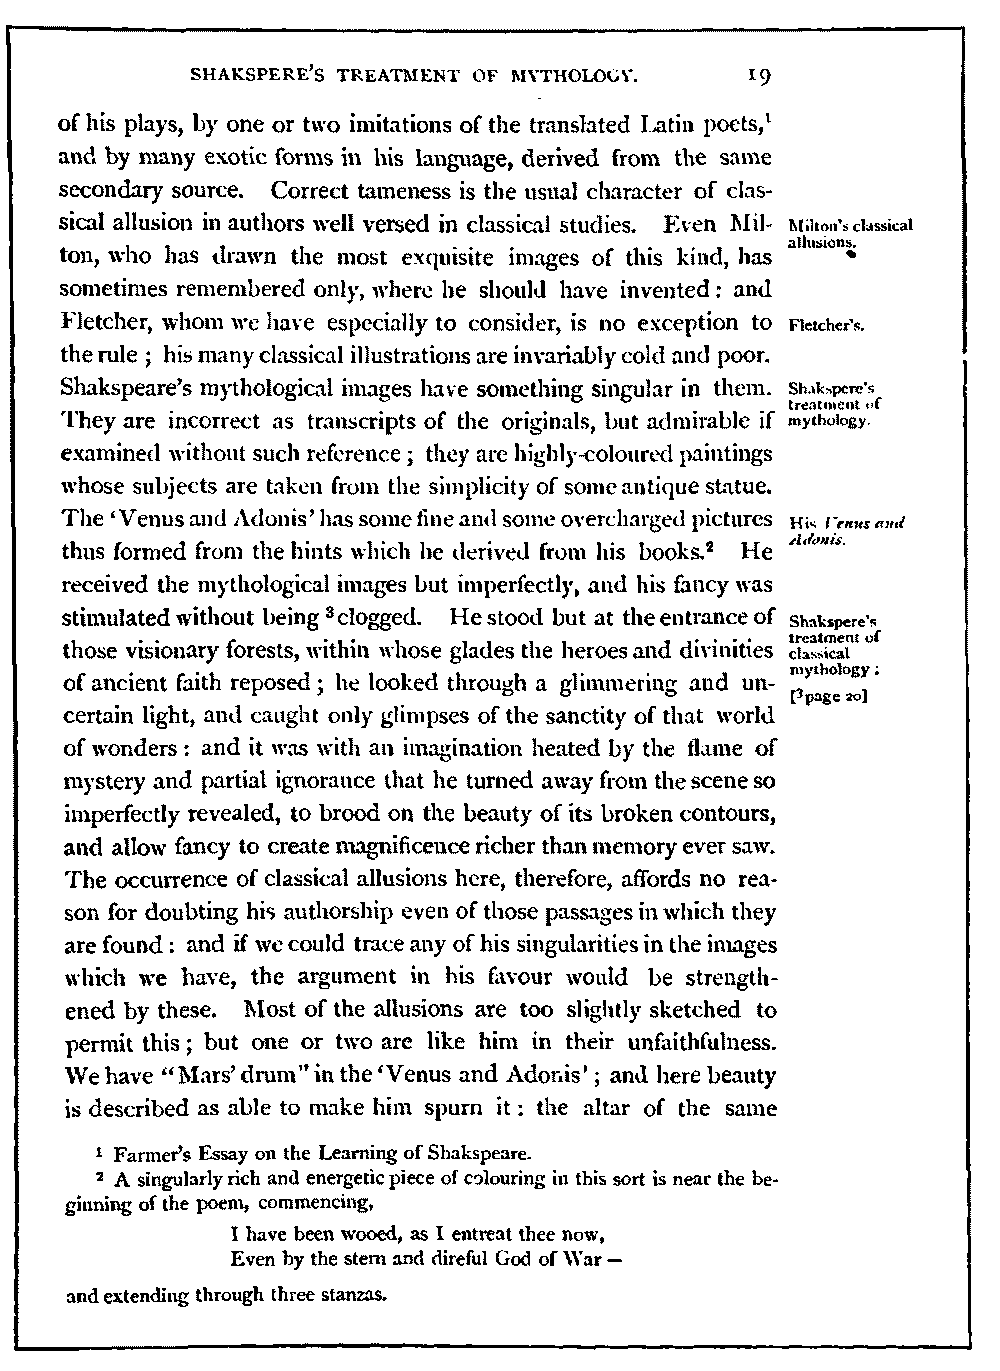 SHAKSPERE'S TREATMENT OF MYTHOLOGY. 19
of his plays, by one or two imitations of the translated Latin poets,¹
and by many exotic forms in his language, derived from the same
secondary source. Correct tameness is the usual character of clas-
sical allusion in authors well versed in classical studies. Even Mil-
ton, who has drawn the most exquisite images of this kind, has
sometimes remembered only, where he should have invented: and
Fletcher, whom we have especially to consider, is no exception to
the rule; his many classical illustrations are invariably cold and poor.
Shakspeare's mythological images have something singular in them.
They are incorrect as transcripts of the originals, but admirable if
examined without such reference; they are highly-coloured paintings
whose subjects are taken from the simplicity of some antique statue.
The 'Venus and Adonis' has some fine and some overcharged pictures
thus formed from the hints which he derived from his books.² He
received the mythological images but imperfectly, and his fancy was
stimulated without being ³clogged. He stood but at the entrance of
those visionary forests, within whose glades the heroes and divinities
of ancient faith reposed; he looked through a glimmering and un-
certain light, and caught only glimpses of the sanctity of that world
of wonders: and it was with an imagination heated by the flame of
mystery and partial ignorance that he turned away from the scene so
imperfectly revealed, to brood on the beauty of its broken contours,
and allow fancy to create magnificence richer than memory ever saw.
The occurrence of classical allusions here, therefore, affords no rea-
son for doubting his authorship even of those passages in which they
are found: and if we could trace any of his singularities in the images
which we have, the argument in his favour would be strength-
ened by these. Most of the allusions are too slightly sketched to
permit this; but one or two are like him in their unfaithfulness.
We have "Mars' drum" in the 'Venus and Adonis'; and here beauty
is described as able to make him spurn it: the altar of the same
Milton's classical
allusions.
Fletcher's.
Shakspere's
treatment of
mythology.
His Venus and
Adonis.
Shakspere's
treatment of
classical
mythology;
[³page 20]
¹ Farmer's Essay on the Learning of Shakspeare.
² A singularly rich and energetic piece of colouring in this sort is near the be-
ginning of the poem, commencing,
I have been wooed, as I entreat thee now,
Even by the stern and direful God of War—
and extending through three stanzas.